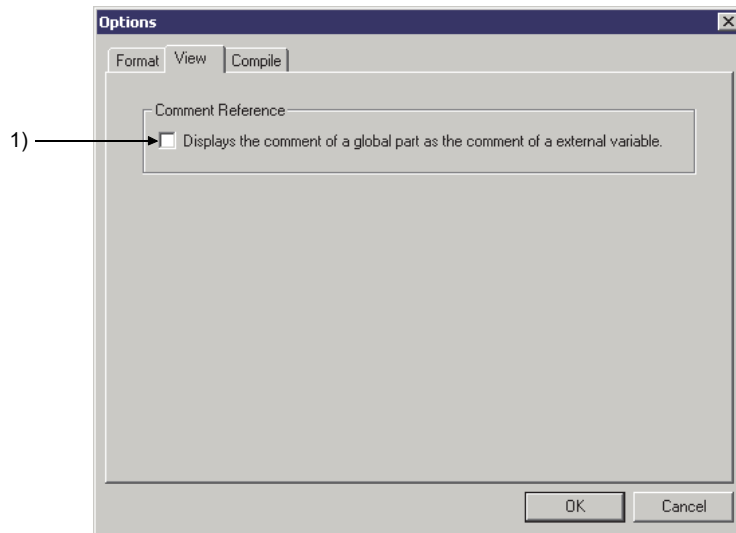 Options
Format View Compile
Comment Reference
1)
Displays the comment of a global part as the comment of a external variable.
OK Cancel